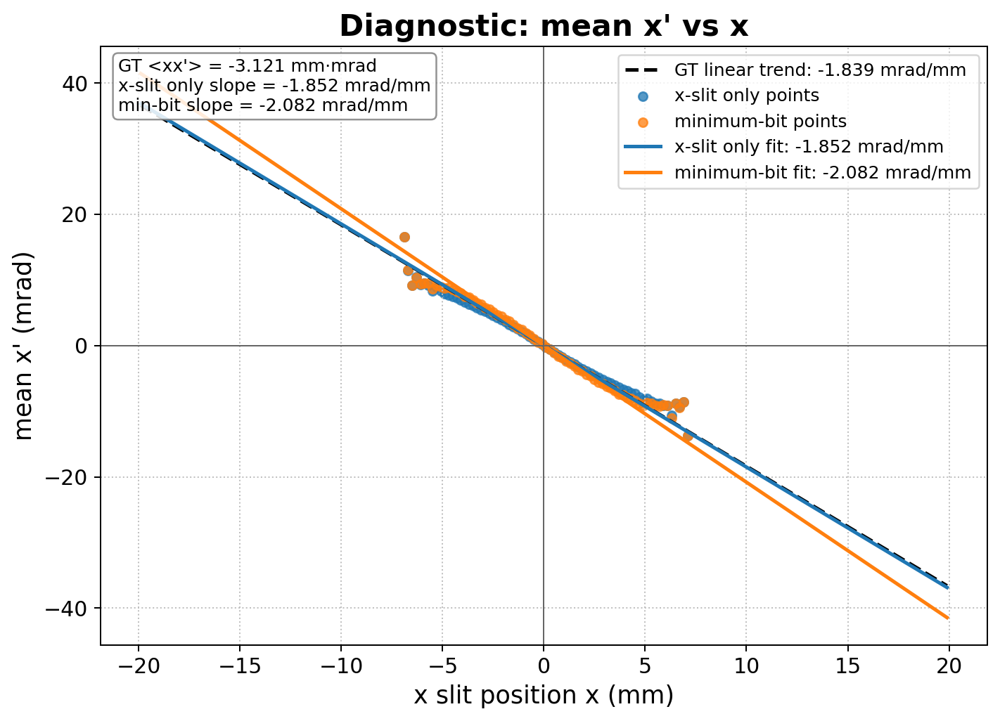 Diagnostic: mean x' vs x
GT <xx'> = -3.121 mm·mrad
x-slit only slope = -1.852 mrad/mm
min-bit slope = -2.082 mrad/mm
GT linear trend: -1.839 mrad/mm
x-slit only points
minimum-bit points
x-slit only fit: -1.852 mrad/mm
minimum-bit fit: -2.082 mrad/mm
mean x' (mrad)
40
20
0
−20
−40
−20 −15 −10 −5 0 5 10 15 20
x slit position x (mm)